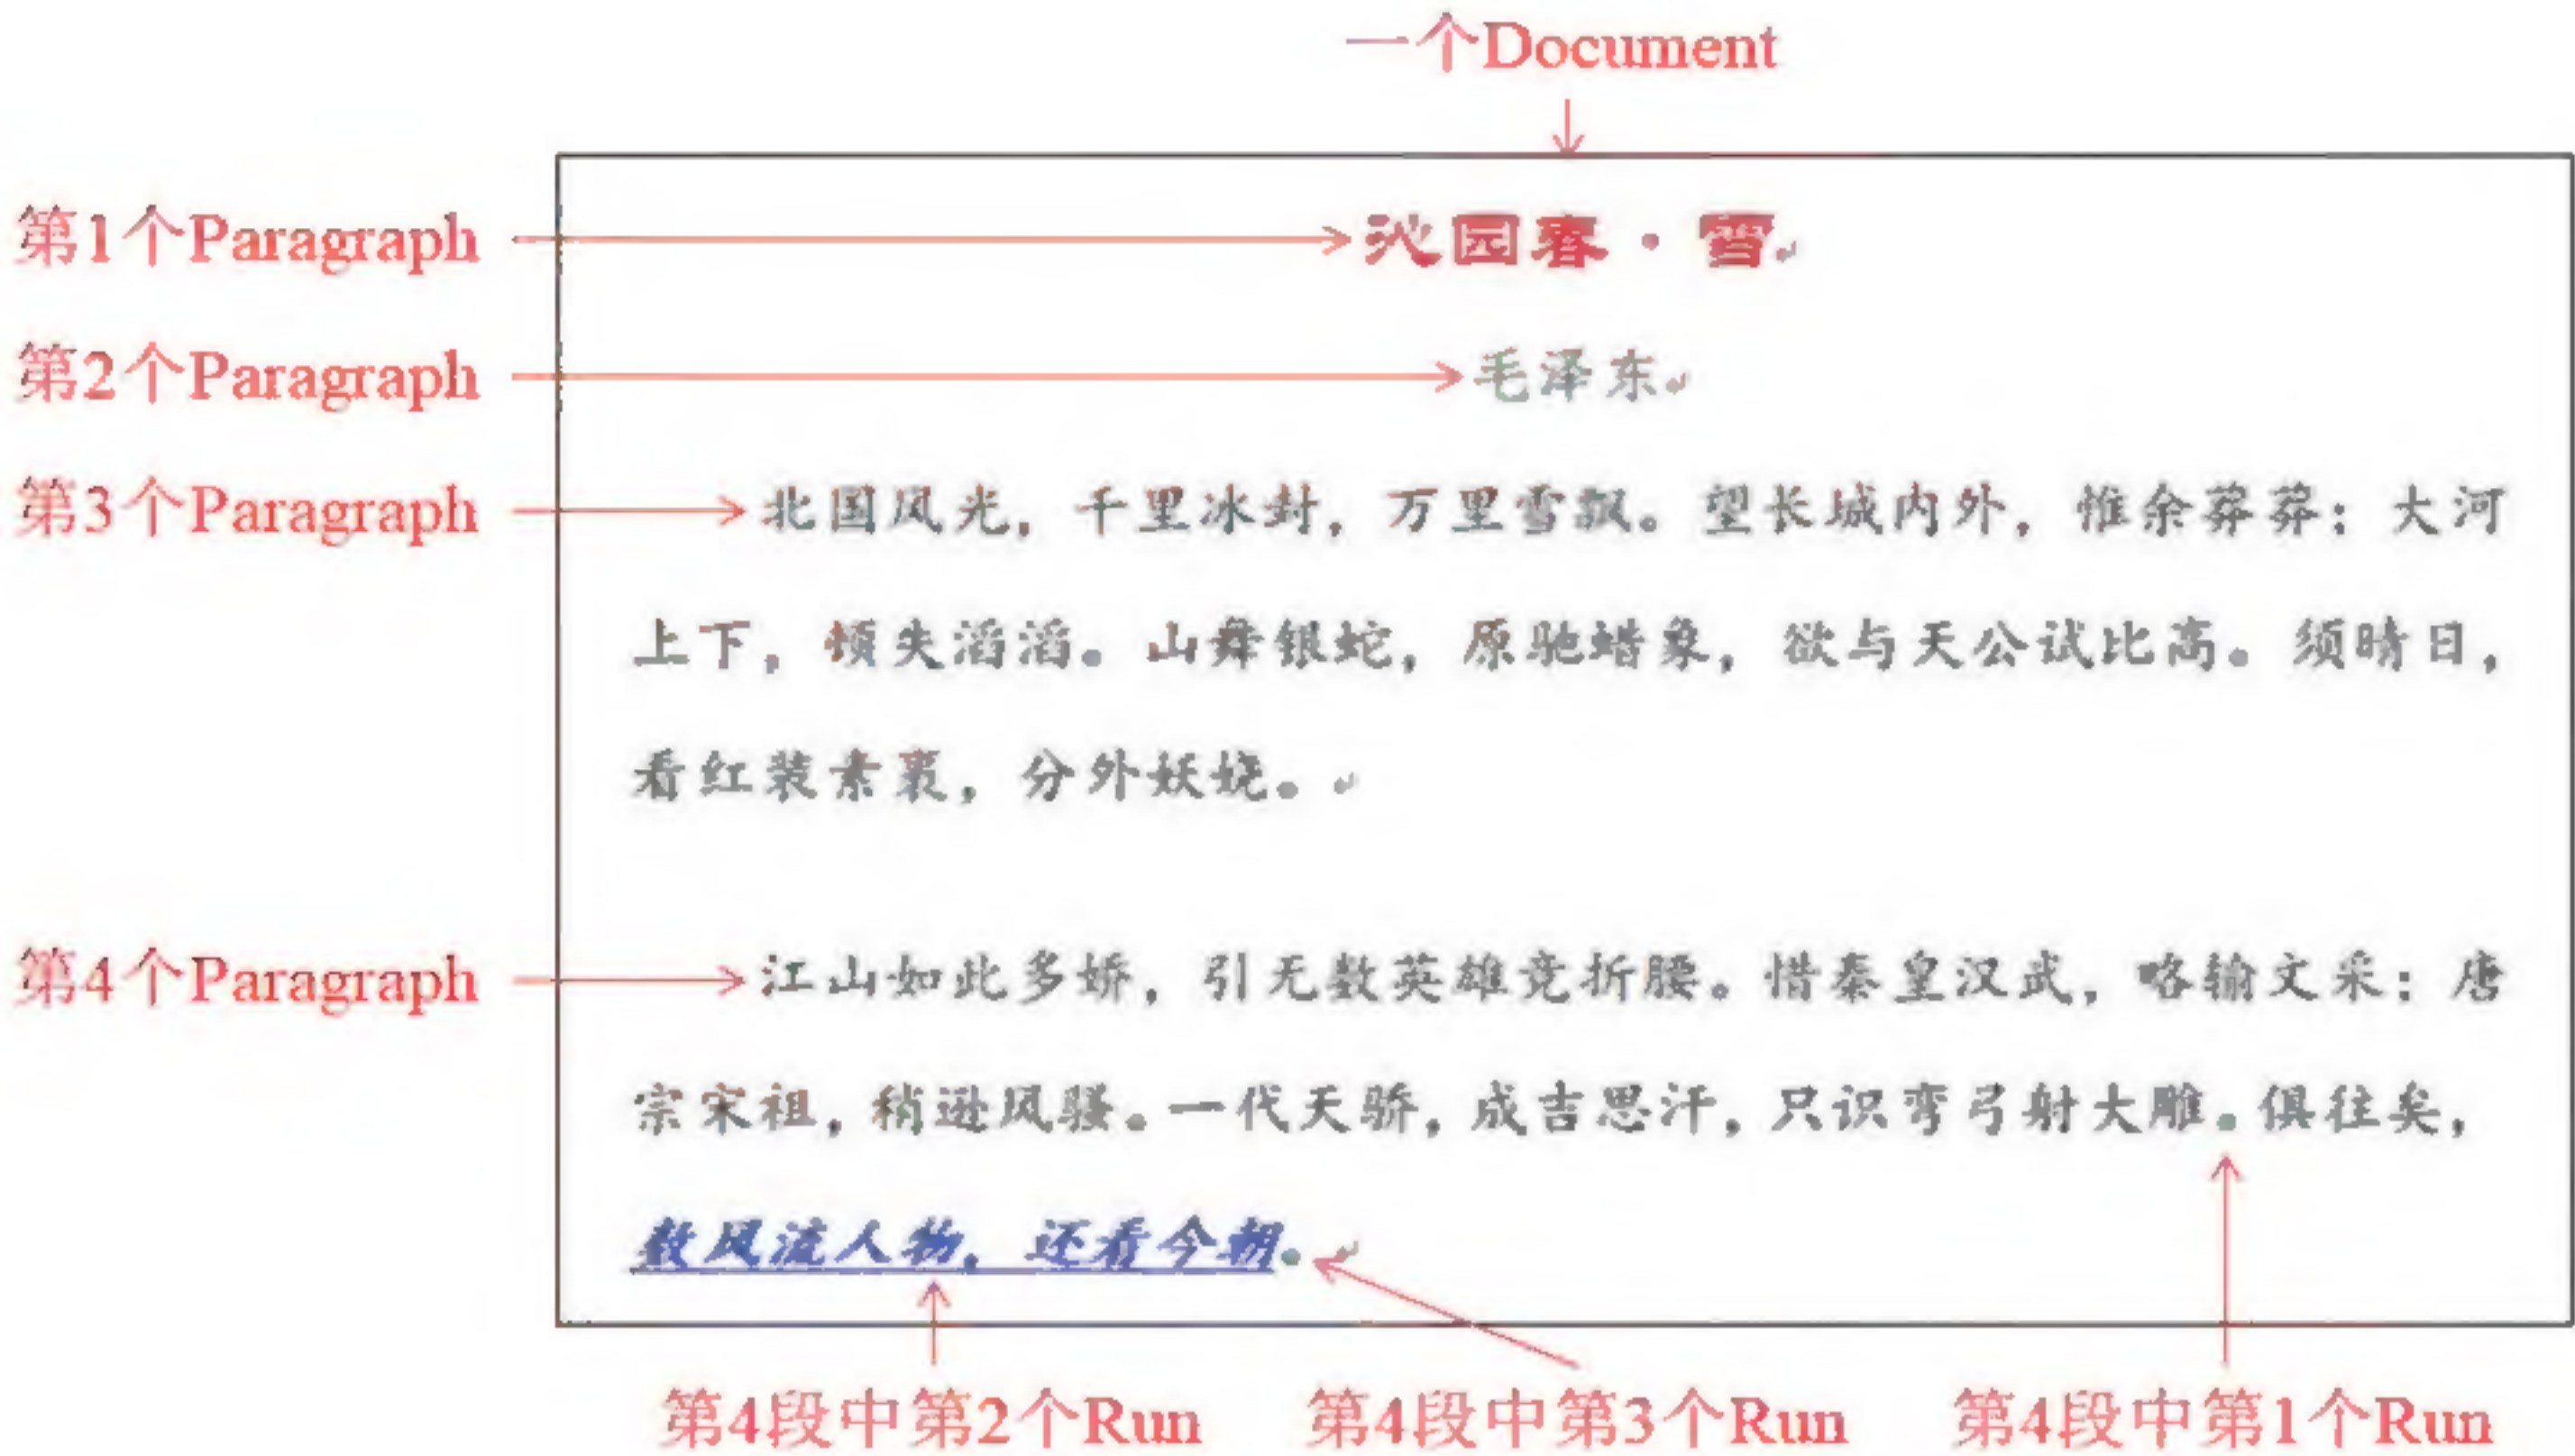 一个Document
第1个Paragraph
沁园春·雪
第2个Paragraph
毛泽东
第3个Paragraph
北国风光，千里冰封，万里雪飘。望长城内外，惟余莽莽；大河
上下，顿失滔滔。山舞银蛇，原驰蜡象，欲与天公试比高。须晴日，
看红装素裹，分外妖娆。
第4个Paragraph
江山如此多娇，引无数英雄竞折腰。惜秦皇汉武，略输文采；唐
宗宋祖，稍逊风骚。一代天骄，成吉思汗，只识弯弓射大雕。俱往矣，
数风流人物，还看今朝。
第4段中第2个Run
第4段中第3个Run
第4段中第1个Run